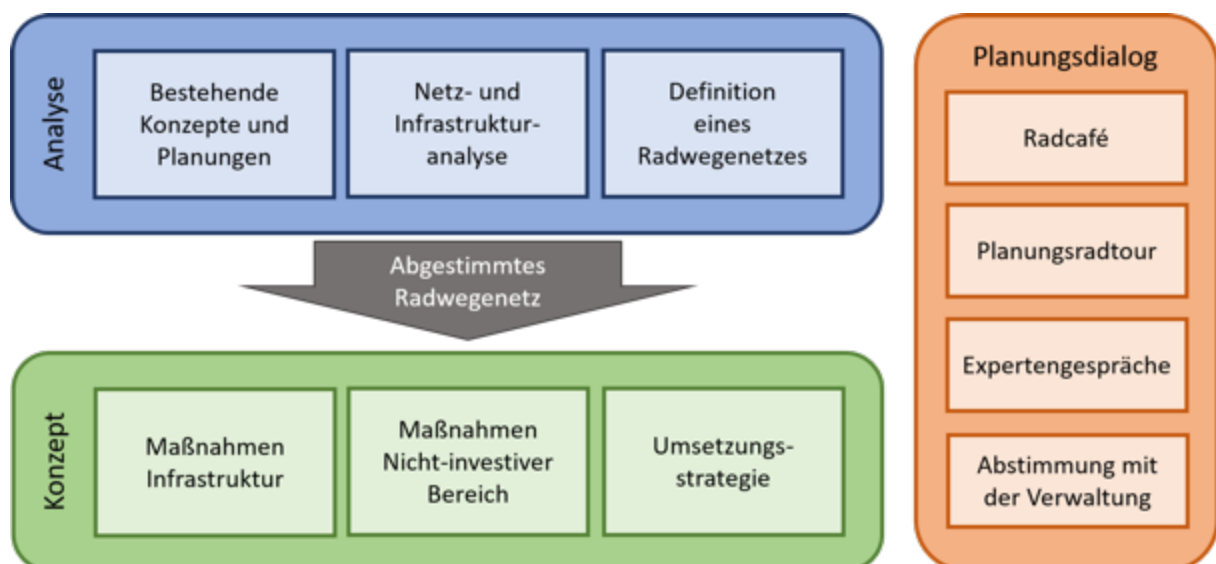 Analyse
Bestehende
Konzepte und
Planungen
Netz- und
Infrastruktur-
analyse
Definition
eines
Radwegenetzes
Abgestimmtes
Radwegenetz
Konzept
Maßnahmen
Infrastruktur
Maßnahmen
Nicht-investiver
Bereich
Umsetzungs-
strategie
Planungsdialog
Radcafé
Planungsradtour
Expertengespräche
Abstimmung mit
der Verwaltung